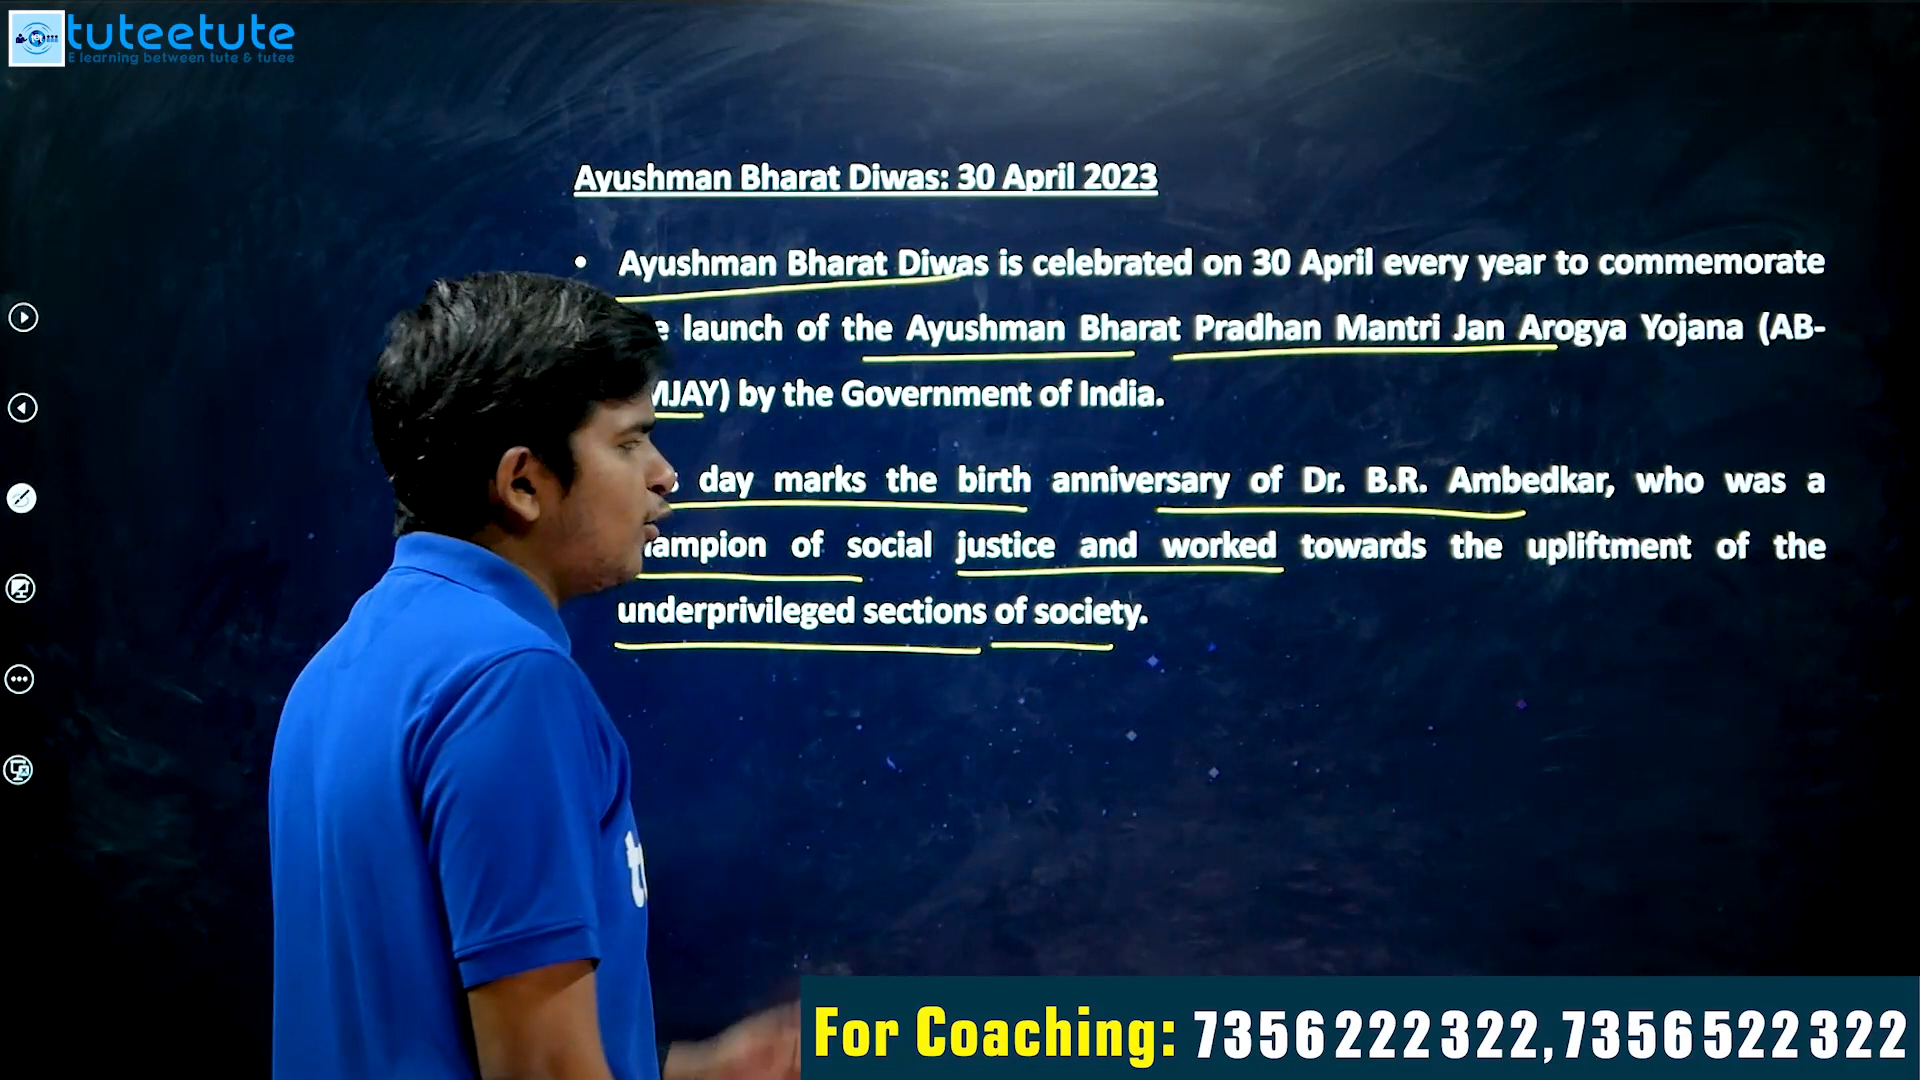 tuteetute
E learning between tute & tutee
Ayushman Bharat Diwas: 30 April 2023
• Ayushman Bharat Diwas is celebrated on 30 April every year to commemorate
launch of the Ayushman Bharat Pradhan Mantri Jan Arogya Yojana (AB-
MJAY) by the Government of India.
day marks the birth anniversary of Dr. B.R. Ambedkar, who was a
hampion of social justice and worked towards the upliftment of the
underprivileged sections of society.
For Coaching: 7356222322,7356522322